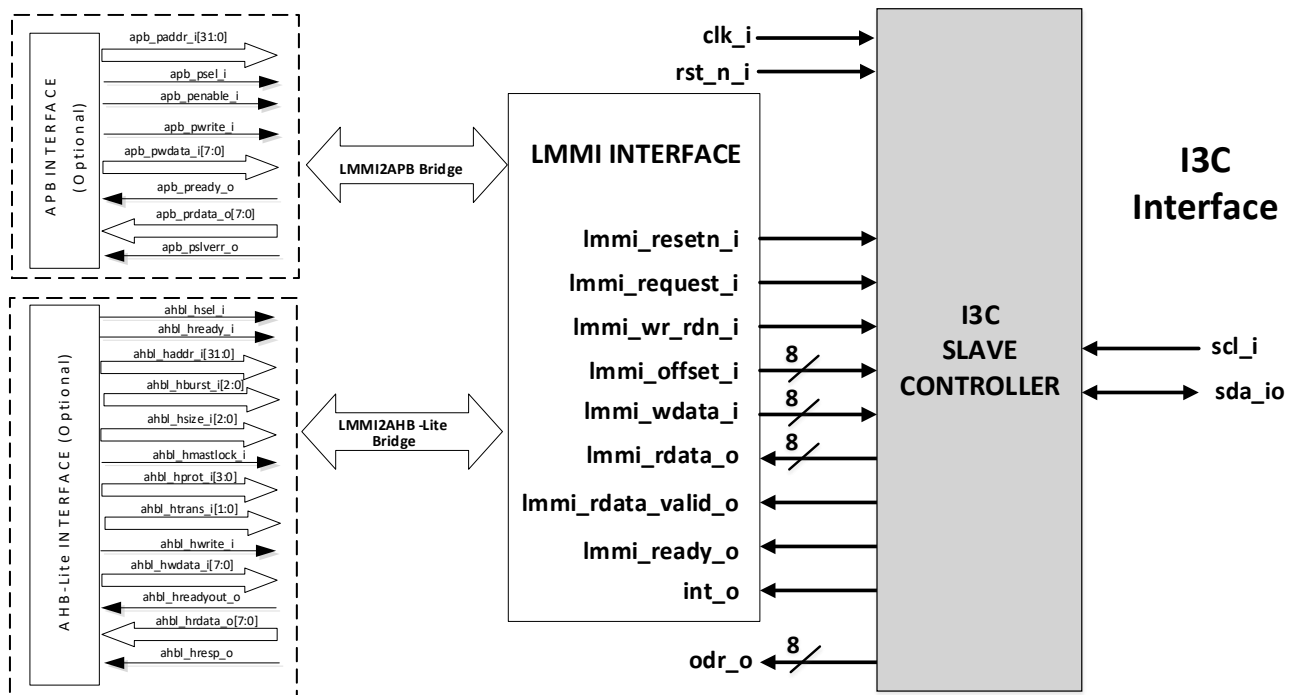 APB INTERFACE
(Optional)
apb_paddr_i[31:0]
apb_psel_i
apb_penable_i
apb_pwrite_i
apb_pwdata_i[7:0]
apb_pready_o
apb_prdata_o[7:0]
apb_pslverr_o
AHB-Lite INTERFACE (Optional)
ahbl_hsel_i
ahbl_hready_i
ahbl_haddr_i[31:0]
ahbl_hburst_i[2:0]
ahbl_hsize_i[2:0]
ahbl_hmastlock_i
ahbl_hprot_i[3:0]
ahbl_htrans_i[1:0]
ahbl_hwrite_i
ahbl_hwdata_i[7:0]
ahbl_hreadyout_o
ahbl_hrdata_o[7:0]
ahbl_hresp_o
LMMI2APB Bridge
LMMI2AHB -Lite
Bridge
clk_i
rst_n_i
LMMI INTERFACE
lmmi_resetn_i
lmmi_request_i
lmmi_wr_rdn_i
lmmi_offset_i
8
lmmi_wdata_i
8
lmmi_rdata_o
8
lmmi_rdata_valid_o
lmmi_ready_o
int_o
odr_o
8
I3C
SLAVE
CONTROLLER
I3C
Interface
scl_i
sda_io